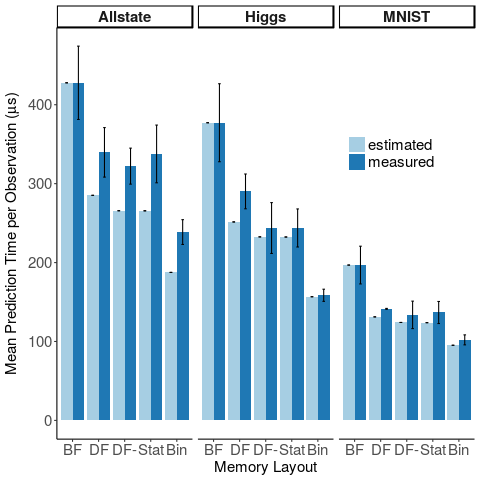 Allstate Higgs MNIST
Mean Prediction Time per Observation (µs)
400
300
200
100
0
estimated
measured
BF DF DF- Stat Bin BF DF DF- Stat Bin BF DF DF- Stat Bin
Memory Layout